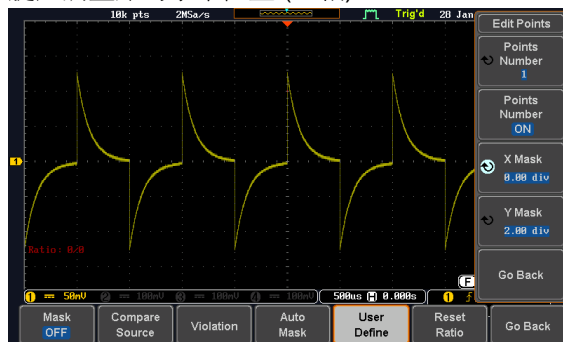 10k pts 2MSa/s Trig'd 28 Jan
Edit Points
Points
Number
1
Points
Number
ON
X Mask
0.00 div
Y Mask
2.00 div
Go Back
1
Ratio: 0/0
F
1 50mV 2 100mV 3 100mV 4 100mV 500us H 0.000s 1
Mask
OFF
Compare
Source
Violation
Auto
Mask
User
Define
Reset
Ratio
Go Back